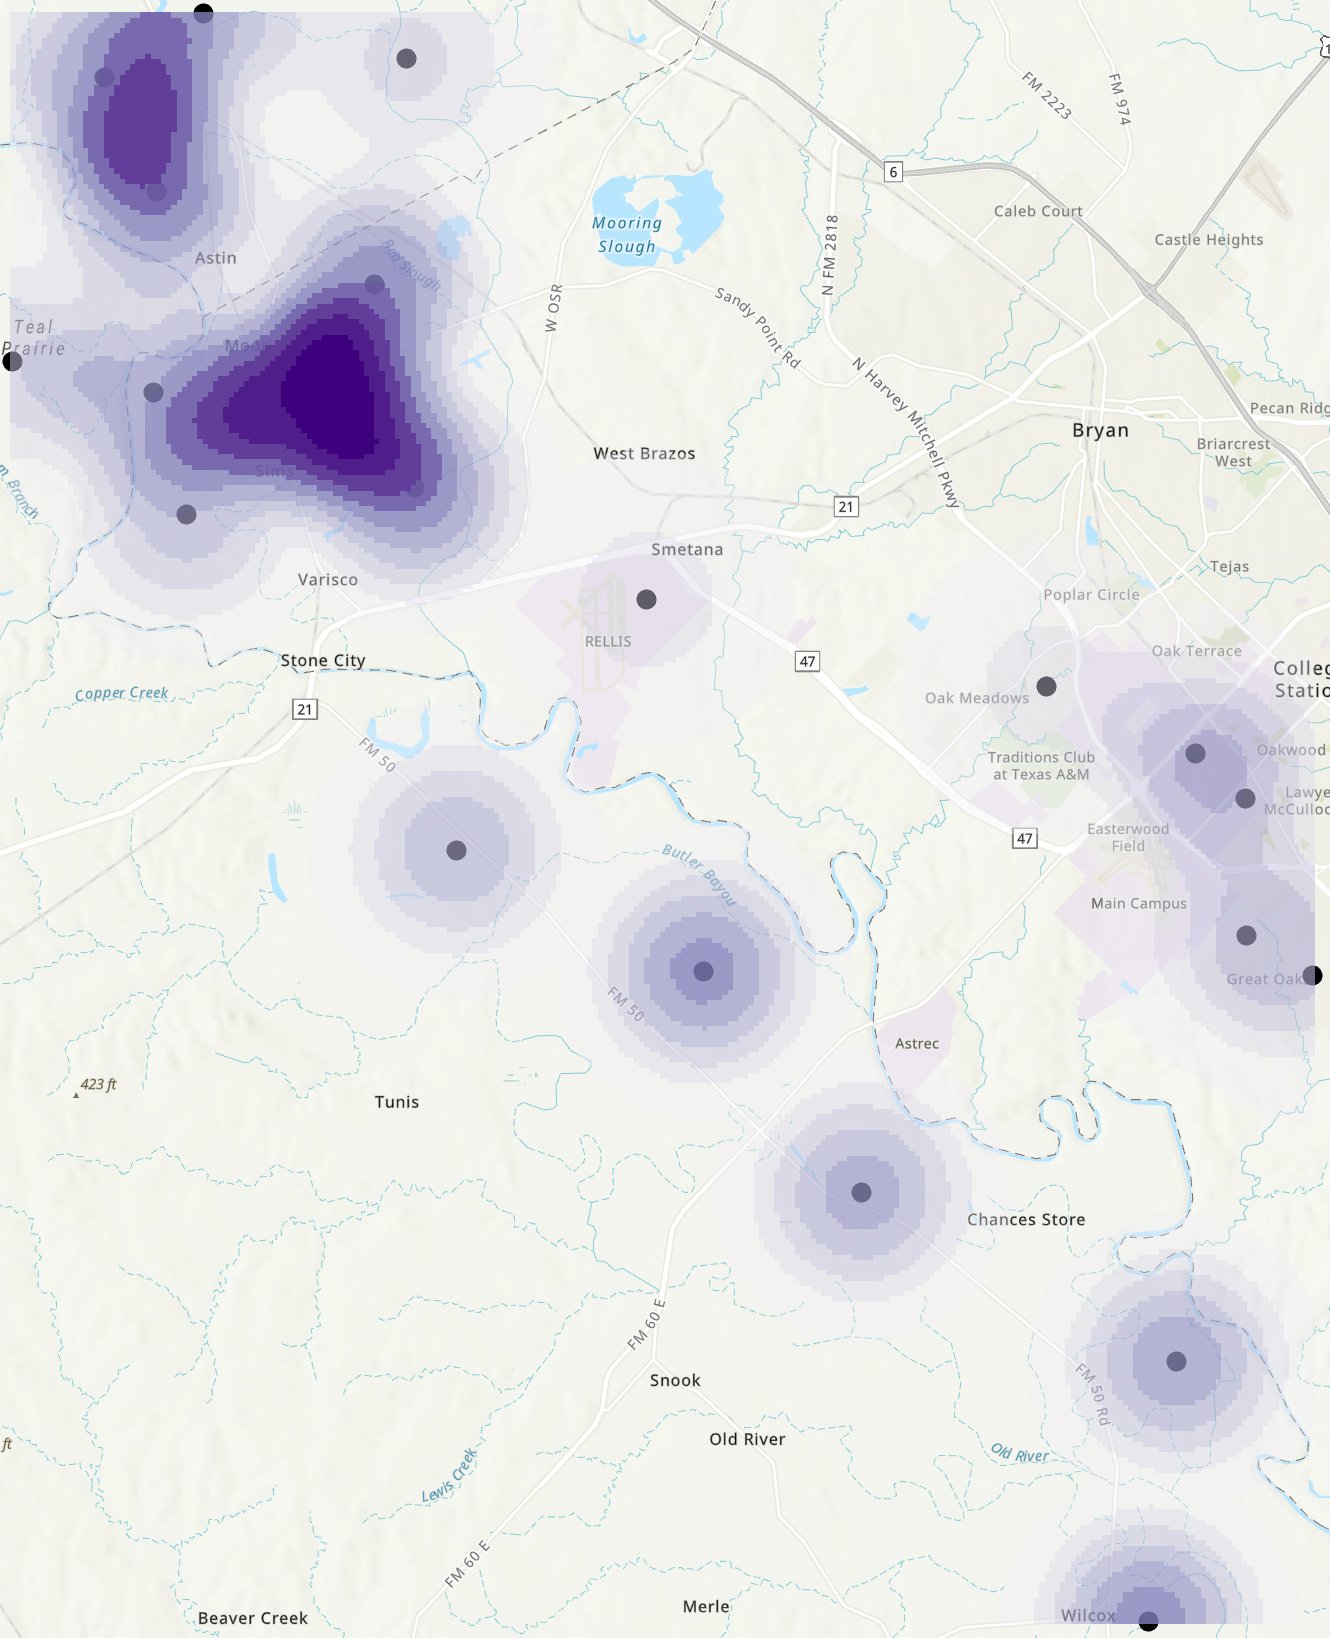 1
FM 2223
FM 974
6
Caleb Court
Mooring
Slough
N FM 2818
Castle Heights
Astin
Slough
W OSR
Sandy Point Rd
Teal
Prairie
N Harvey Mitchell Pkwy
Pecan Ridg
Bryan
Briarcrest
West
West Brazos
Sims
Branch
21
Smetana
Tejas
Varisco
Poplar Circle
RELLIS
Oak Terrace
Stone City
47
Colleg
Statio
Copper Creek
Oak Meadows
21
FM 50
Traditions Club
at Texas A&M
Oakwood
Lawye
McCulloc
Easterwood
Field
47
Butler Bayou
Main Campus
Great Oak
FM 50
Astrec
423 ft
Tunis
Chances Store
FM 60 E
Snook
FM 50 Rd
Old River
Old River
ft
Lewis Creek
FM 60 E
Merle
Wilcox
Beaver Creek